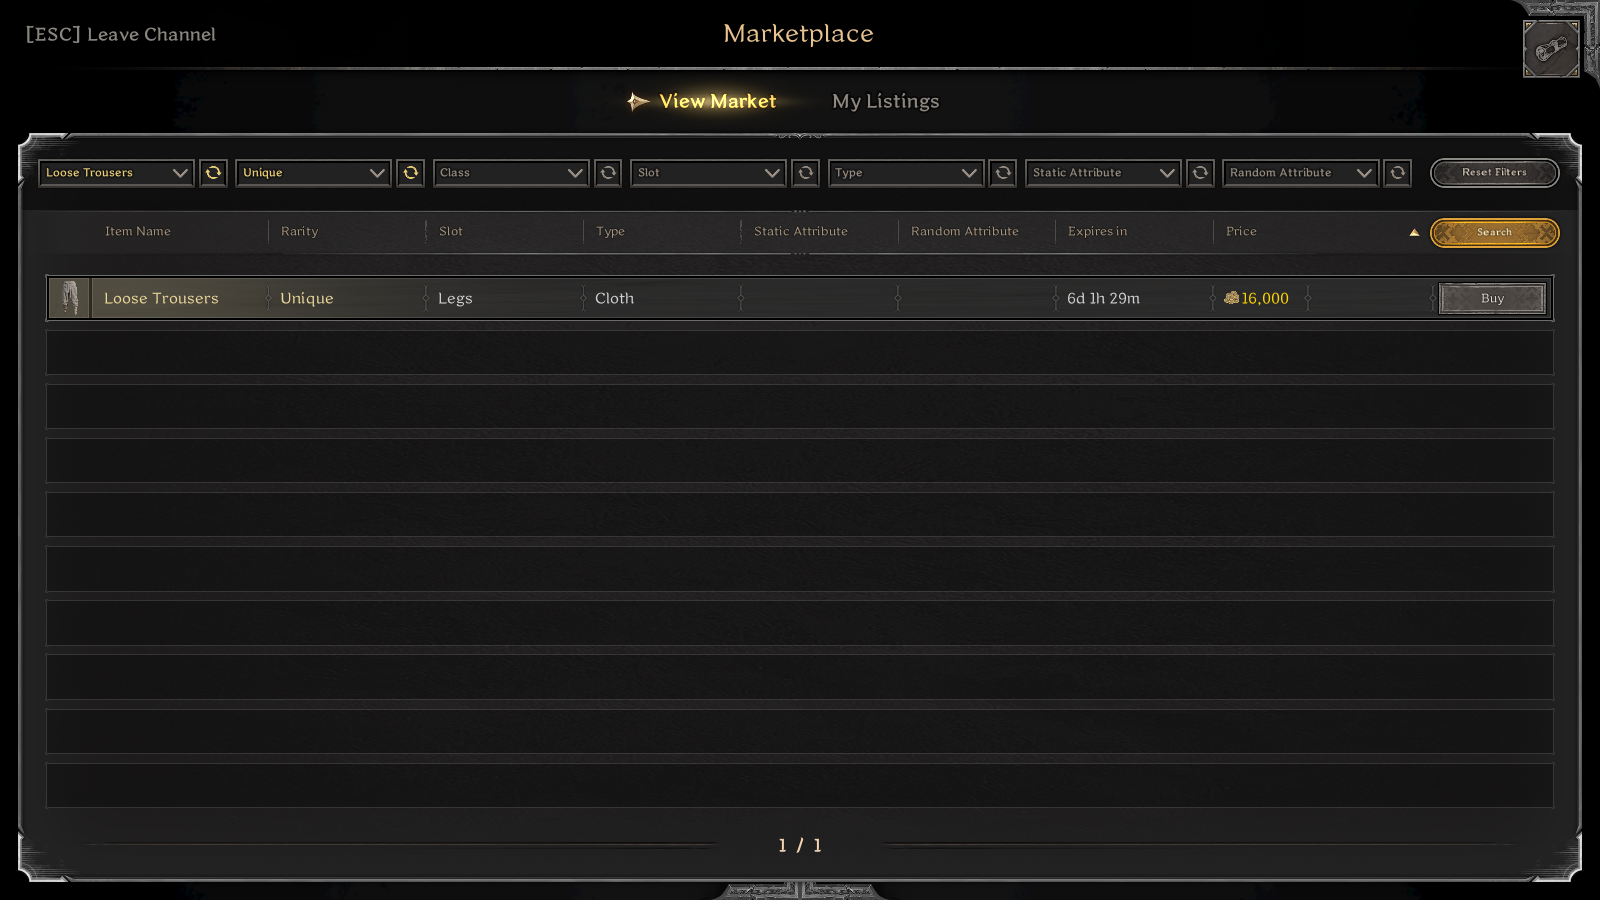 [ESC] Leave Channel
Marketplace
View Market My Listings
Loose Trousers Unique Class Slot Type Static Attribute Random Attribute Reset Filters
Item Name Rarity Slot Type Static Attribute Random Attribute Expires in Price Search
Loose Trousers Unique Legs Cloth 6d 1h 29m 16,000 Buy
1 / 1